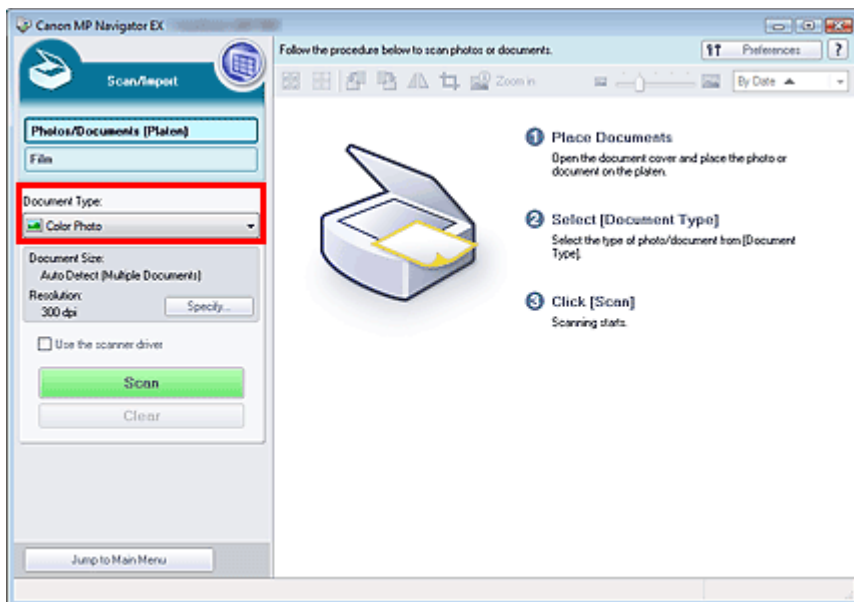 Canon MP Navigator EX
Scan/Import
Follow the procedure below to scan photos or documents.
Preferences
?
Zoom in
By Date
Photos/Documents (Platen)
Film
Document Type:
Color Photo
Document Size:
Auto Detect (Multiple Documents)
Resolution:
300 dpi
Specify...
Use the scanner driver
Scan
Clear
Jump to Main Menu
1 Place Documents
Open the document cover and place the photo or
document on the platen.
2 Select [Document Type]
Select the type of photo/document from [Document
Type].
3 Click [Scan]
Scanning starts.